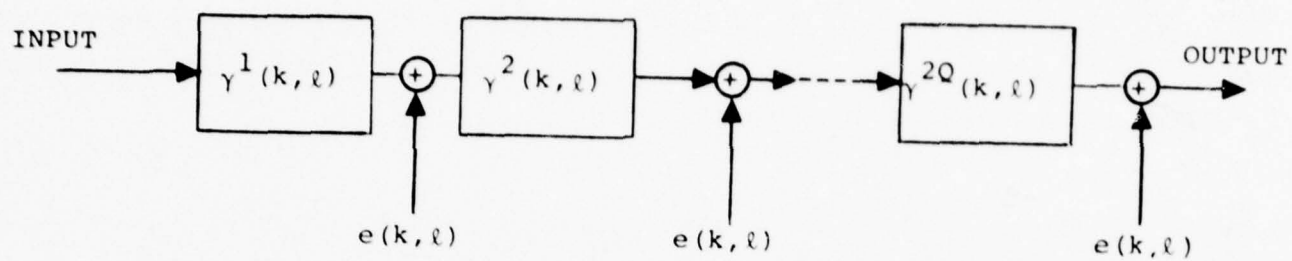 INPUT
γ¹(k,ℓ)
+
γ²(k,ℓ)
+
γ²Q(k,ℓ)
+
OUTPUT
e(k,ℓ)
e(k,ℓ)
e(k,ℓ)